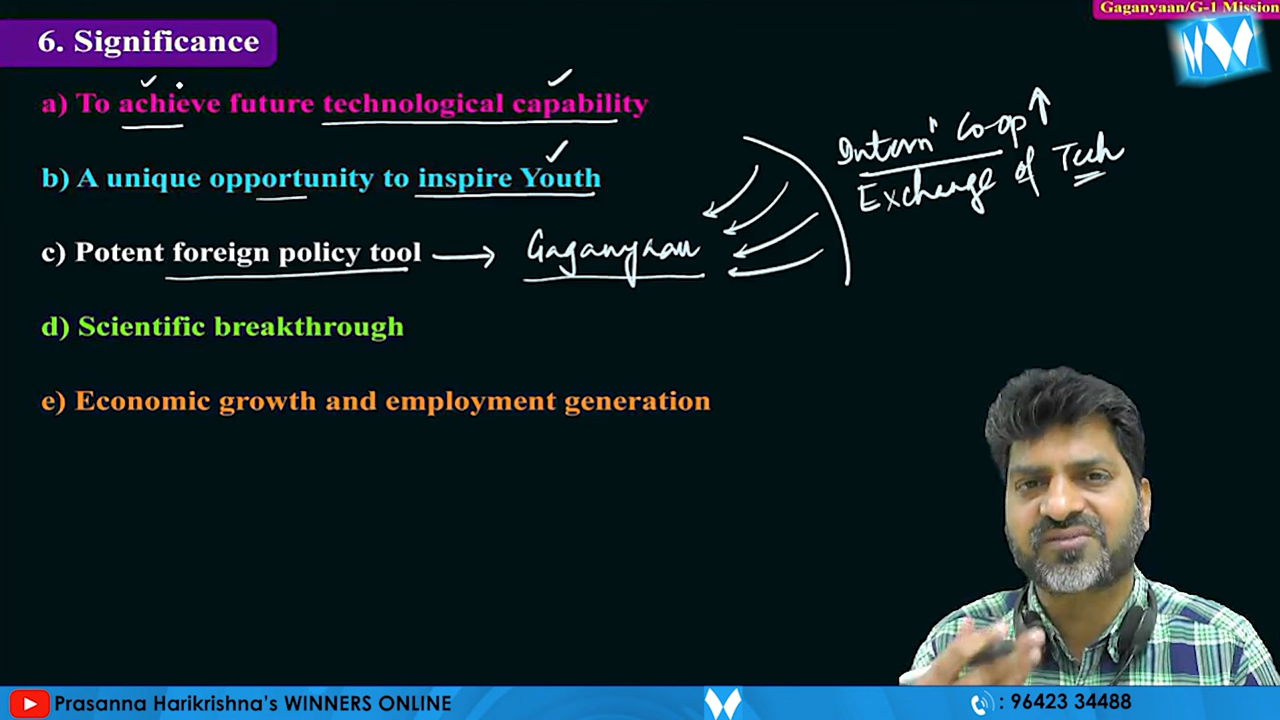 Gaganyaan/G-1 Mission
6. Significance
a) To achieve future technological capability
Intern" Co-op ↑
Exchange of Tech
b) A unique opportunity to inspire Youth
c) Potent foreign policy tool → Gaganyaan
d) Scientific breakthrough
e) Economic growth and employment generation
Prasanna Harikrishna's WINNERS ONLINE
W
: 96423 34488